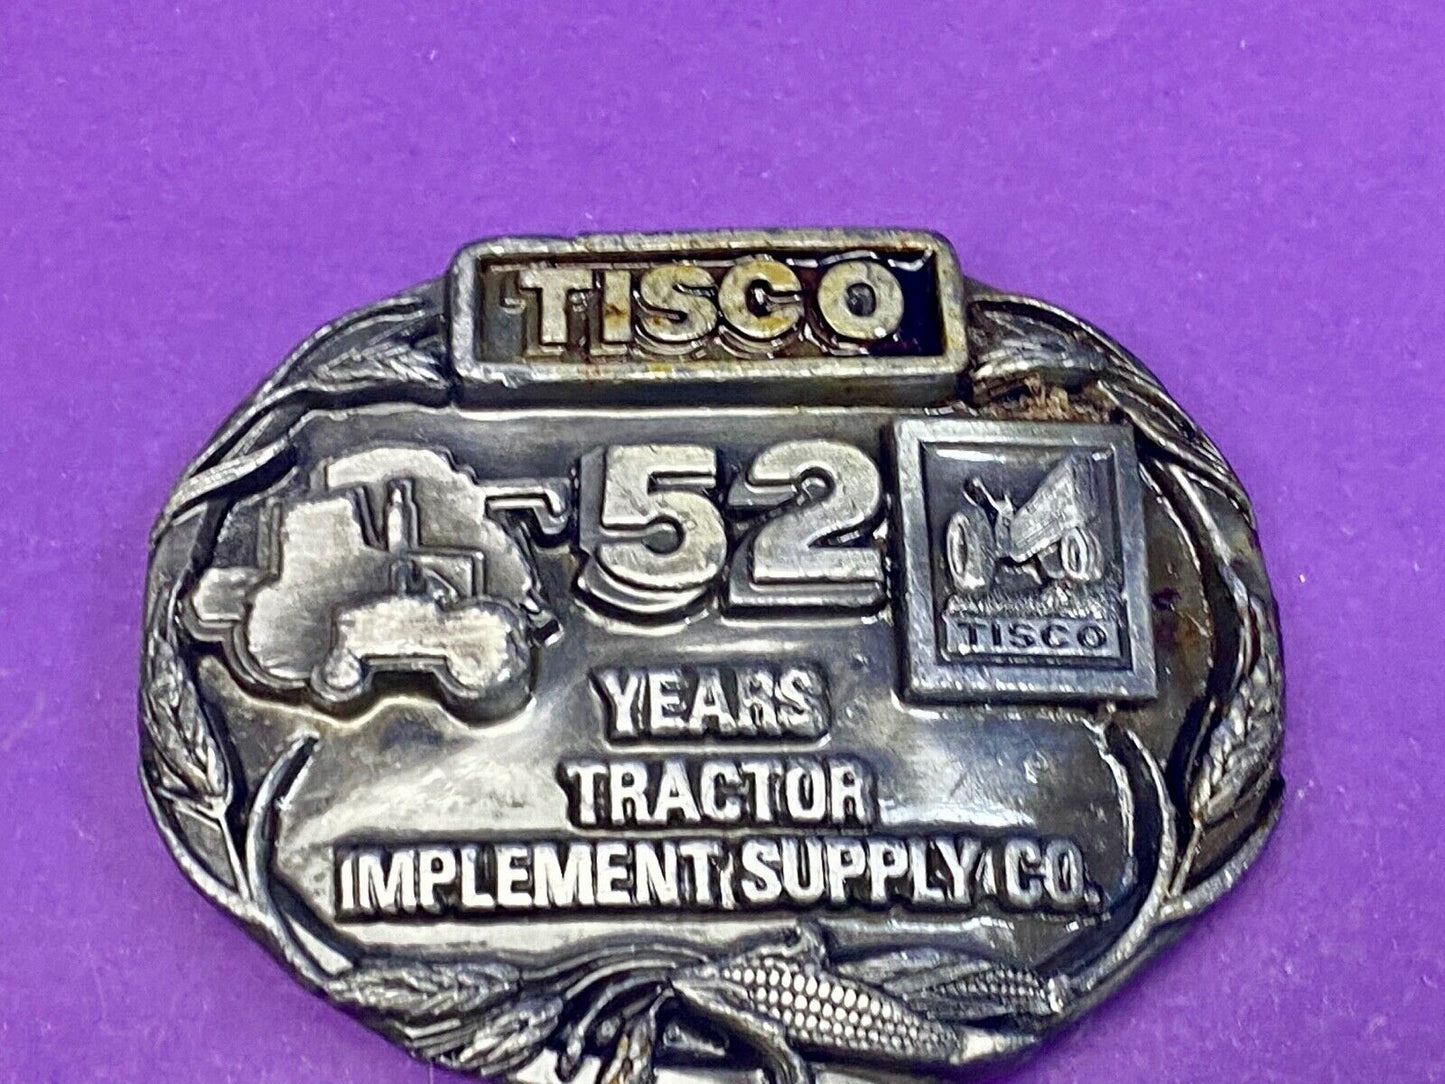 TISCO
52
TISCO
YEARS
TRACTOR
IMPLEMENT SUPPLY CO.